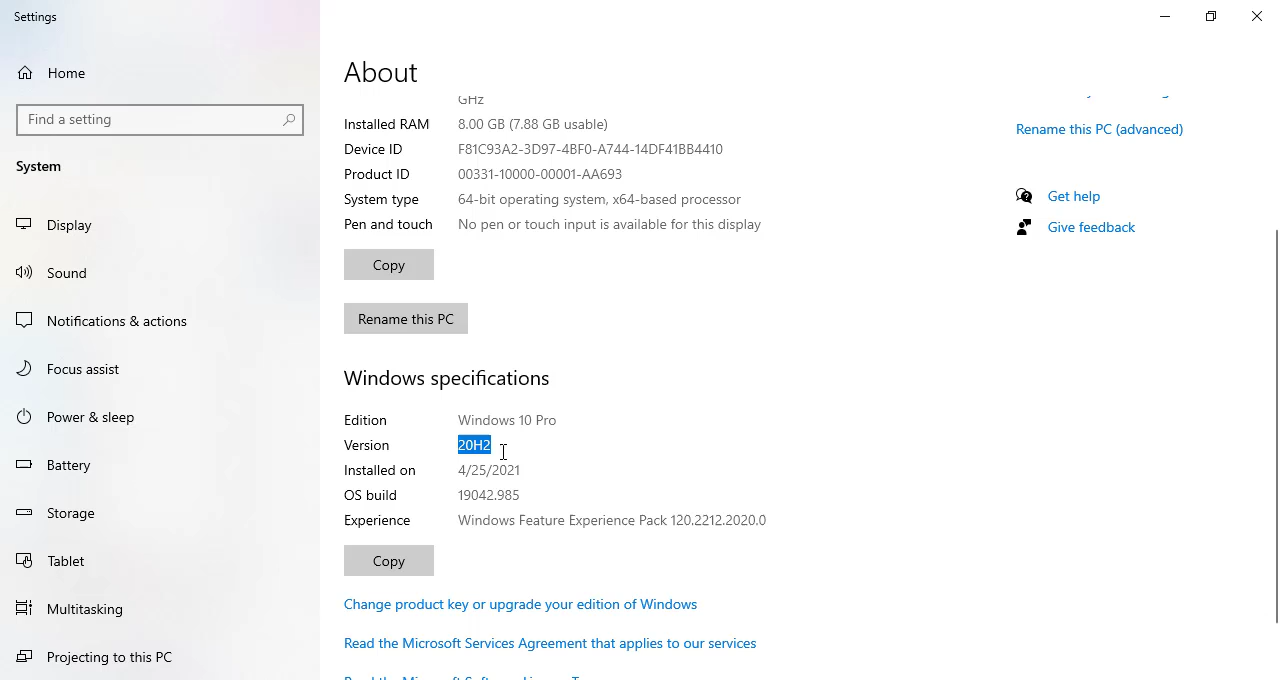 Settings
Home
Find a setting
System
Display
Sound
Notifications & actions
Focus assist
Power & sleep
Battery
Storage
Tablet
Multitasking
Projecting to this PC
About
GHz
Installed RAM 8.00 GB (7.88 GB usable)
Device ID F81C93A2-3D97-4BF0-A744-14DF41BB4410
Product ID 00331-10000-00001-AA693
System type 64-bit operating system, x64-based processor
Pen and touch No pen or touch input is available for this display
Copy
Rename this PC
Windows specifications
Edition Windows 10 Pro
Version 20H2
Installed on 4/25/2021
OS build 19042.985
Experience Windows Feature Experience Pack 120.2212.2020.0
Copy
Change product key or upgrade your edition of Windows
Read the Microsoft Services Agreement that applies to our services
Rename this PC (advanced)
Get help
Give feedback